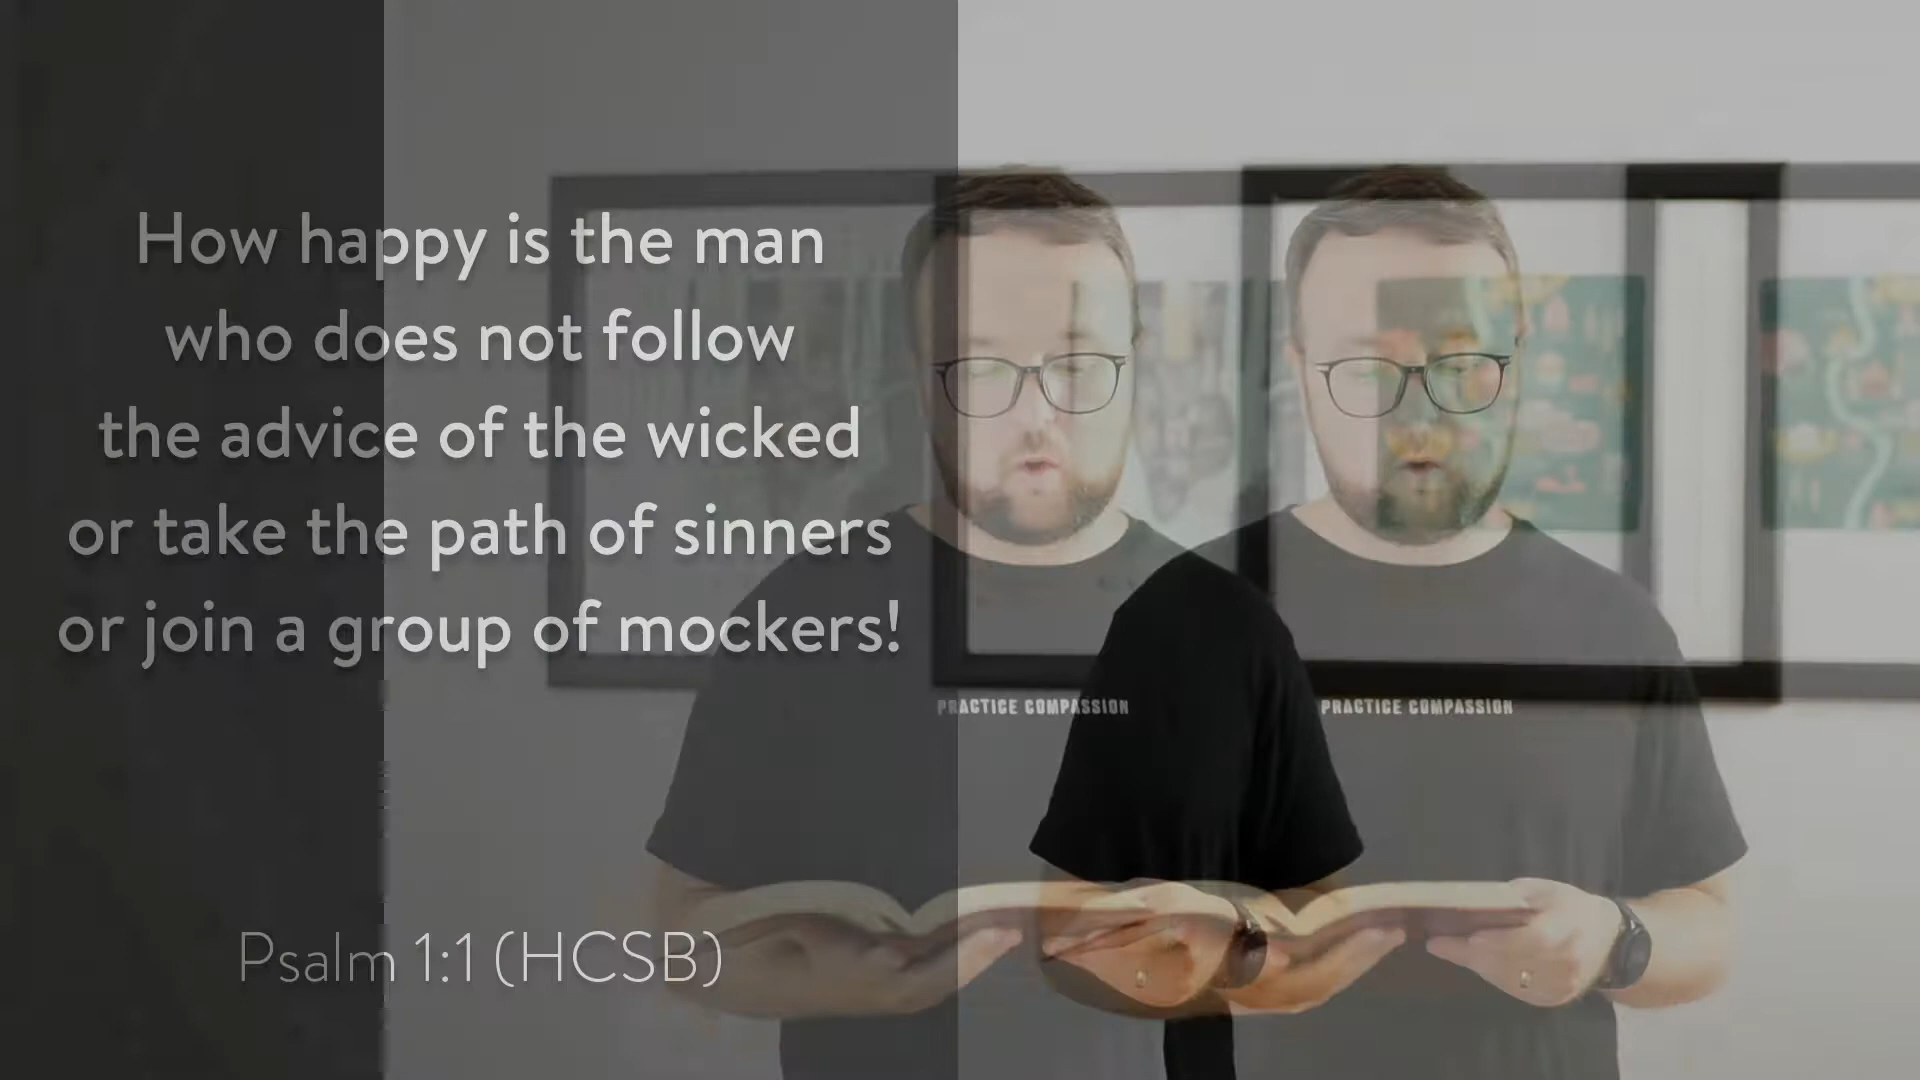 How happy is the man
who does not follow
the advice of the wicked
or take the path of sinners
or join a group of mockers!
Psalm 1:1 (HCSB)
PRACTICE COMPASSION
PRACTICE COMPASSION